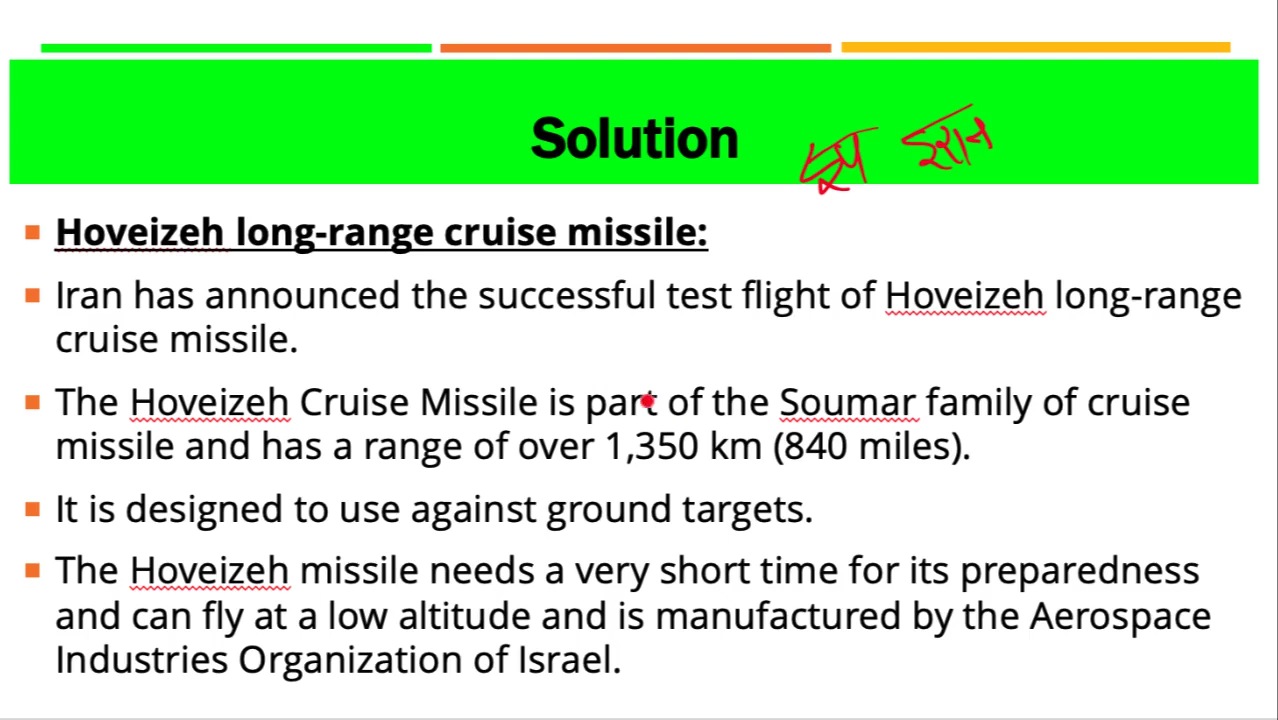 Solution
Hoveizeh long-range cruise missile:
Iran has announced the successful test flight of Hoveizeh long-range
cruise missile.
The Hoveizeh Cruise Missile is part of the Soumar family of cruise
missile and has a range of over 1,350 km (840 miles).
It is designed to use against ground targets.
The Hoveizeh missile needs a very short time for its preparedness
and can fly at a low altitude and is manufactured by the Aerospace
Industries Organization of Israel.